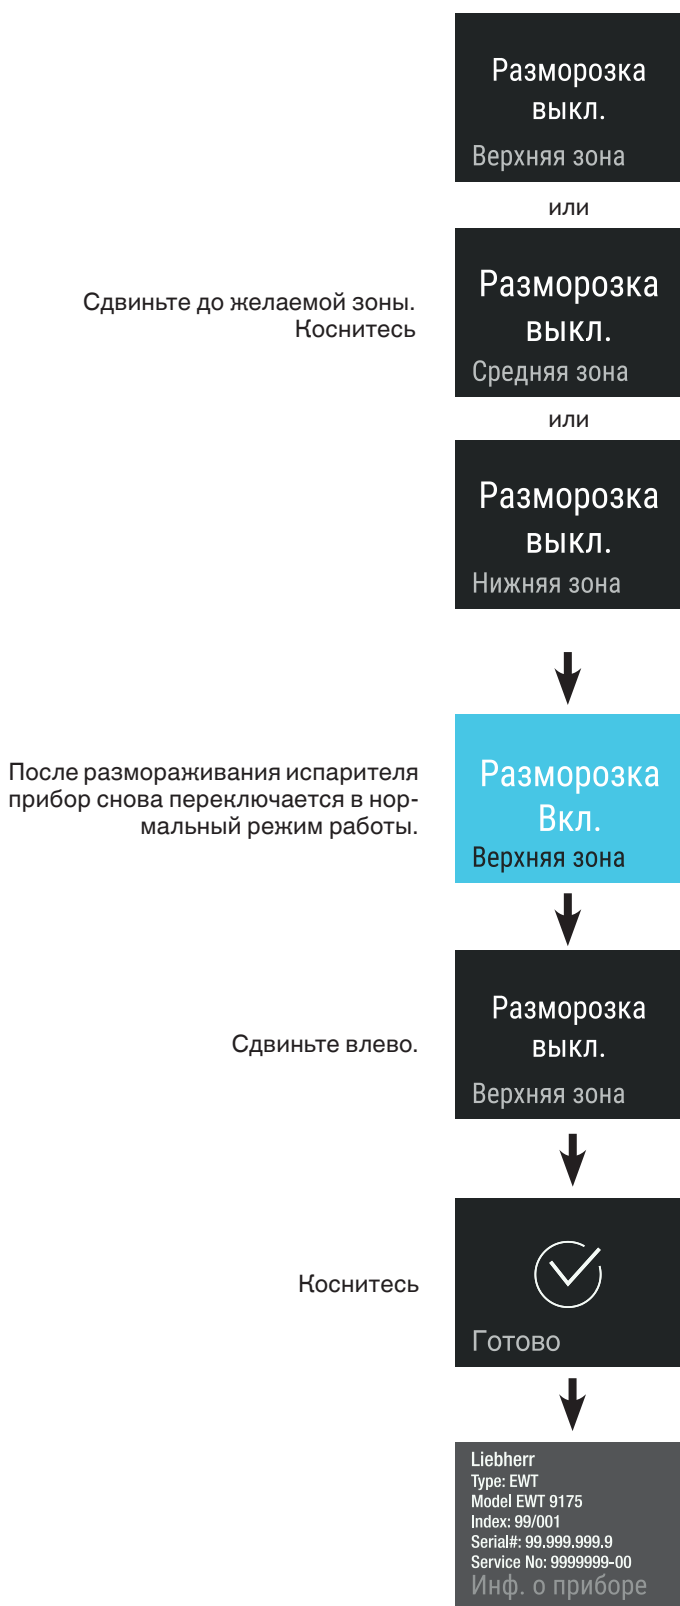 Разморозка
выкл.
Верхняя зона
или
Сдвиньте до желаемой зоны.
Коснитесь
Разморозка
выкл.
Средняя зона
или
Разморозка
выкл.
Нижняя зона
После размораживания испарителя
прибор снова переключается в нор-
мальный режим работы.
Разморозка
Вкл.
Верхняя зона
Сдвиньте влево.
Разморозка
выкл.
Верхняя зона
Коснитесь
Готово
Liebherr
Type: EWT
Model EWT 9175
Index: 99/001
Serial#: 99.999.999.9
Service No: 9999999-00
Инф. о приборе